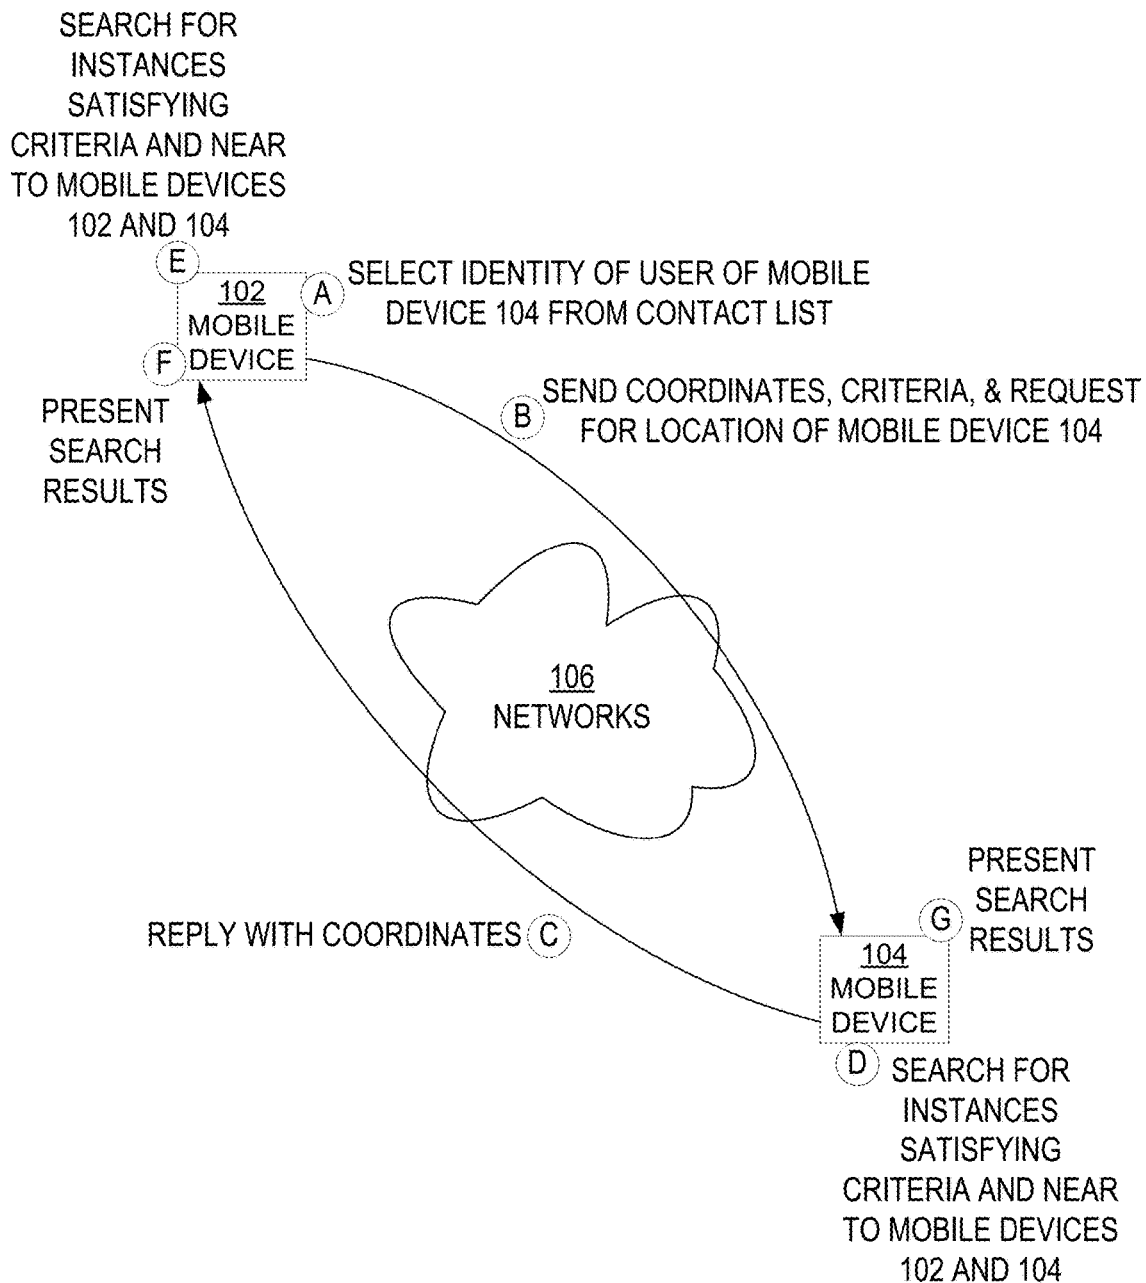 SEARCH FOR
INSTANCES
SATISFYING
CRITERIA AND NEAR
TO MOBILE DEVICES
102 AND 104
E
A
SELECT IDENTITY OF USER OF MOBILE
DEVICE 104 FROM CONTACT LIST
102
MOBILE
DEVICE
F
PRESENT
SEARCH
RESULTS
B
SEND COORDINATES, CRITERIA, & REQUEST
FOR LOCATION OF MOBILE DEVICE 104
106
NETWORKS
REPLY WITH COORDINATES
C
PRESENT
SEARCH
RESULTS
G
104
MOBILE
DEVICE
D
SEARCH FOR
INSTANCES
SATISFYING
CRITERIA AND NEAR
TO MOBILE DEVICES
102 AND 104